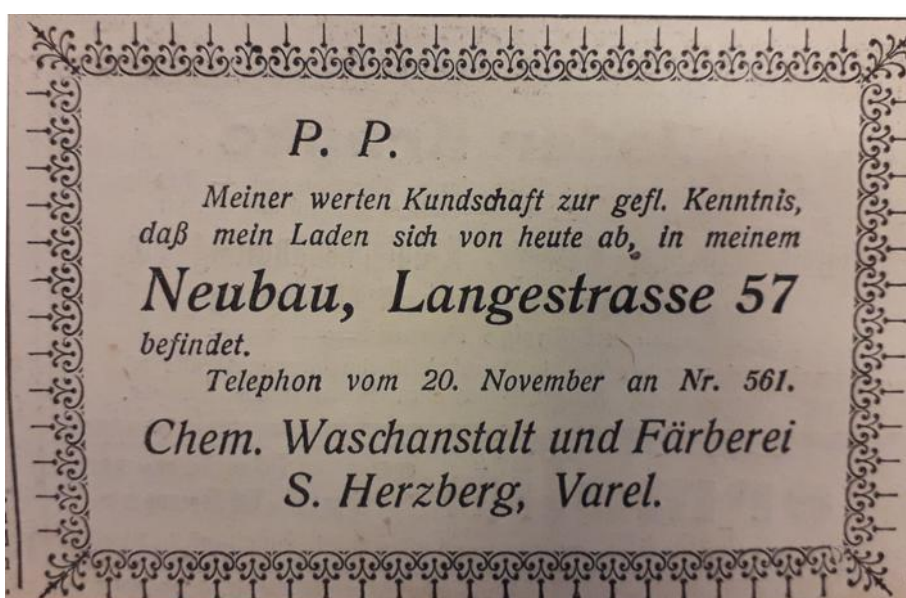 P. P.
Meiner werten Kundschaft zur gefl. Kenntnis,
daß mein Laden sich von heute ab, in meinem
Neubau, Langestrasse 57
befindet.
Telephon vom 20. November an Nr. 561.
Chem. Waschanstalt und Färberei
S. Herzberg, Varel.